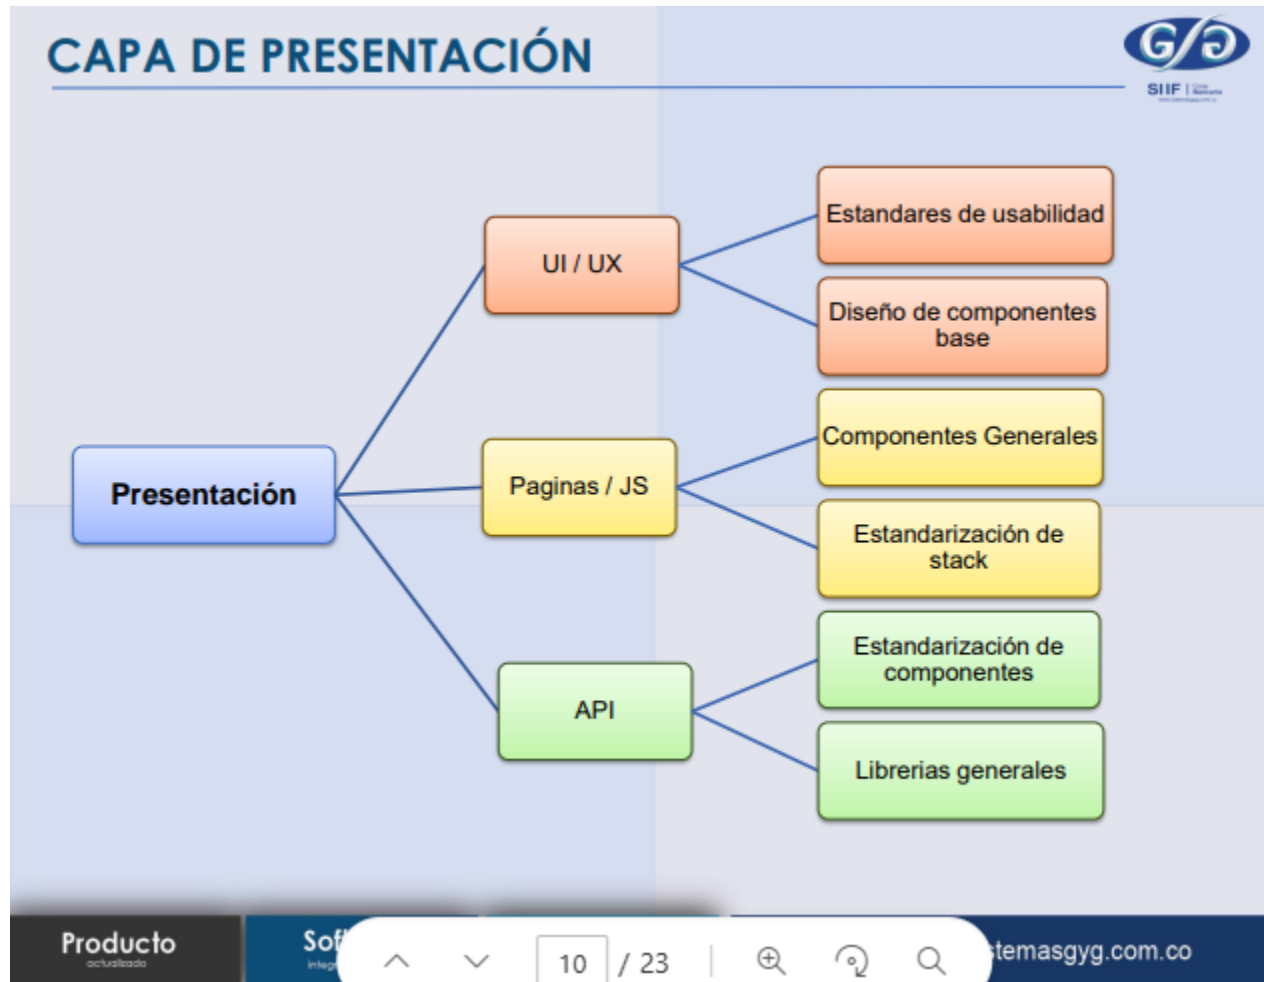 CAPA DE PRESENTACIÓN
G/G
SIIF
Estandares de usabilidad
UI / UX
Diseño de componentes
base
Componentes Generales
Presentación
Paginas / JS
Estandarización de
stack
Estandarización de
componentes
API
Librerias generales
Producto
actualizado
10 / 23
stemasgyg.com.co